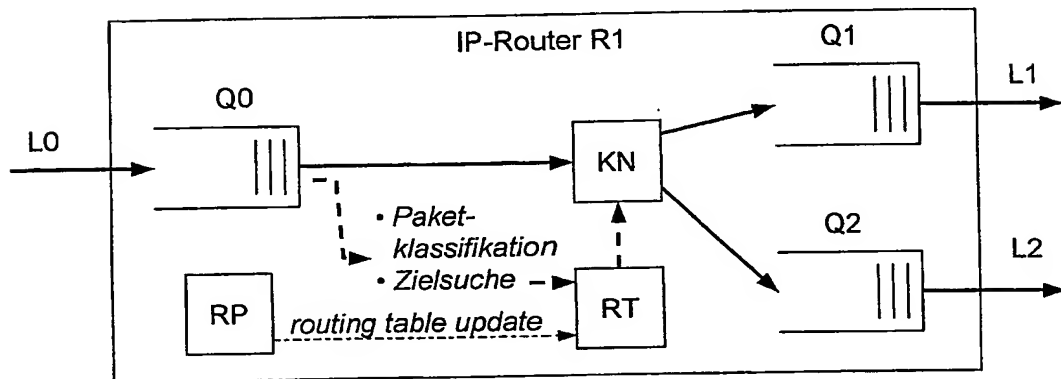 IP-Router R1
Q0
Q1
L0
L1
KN
• Paket-
klassifikation
• Zielsuche
Q2
L2
RP
routing table update
RT